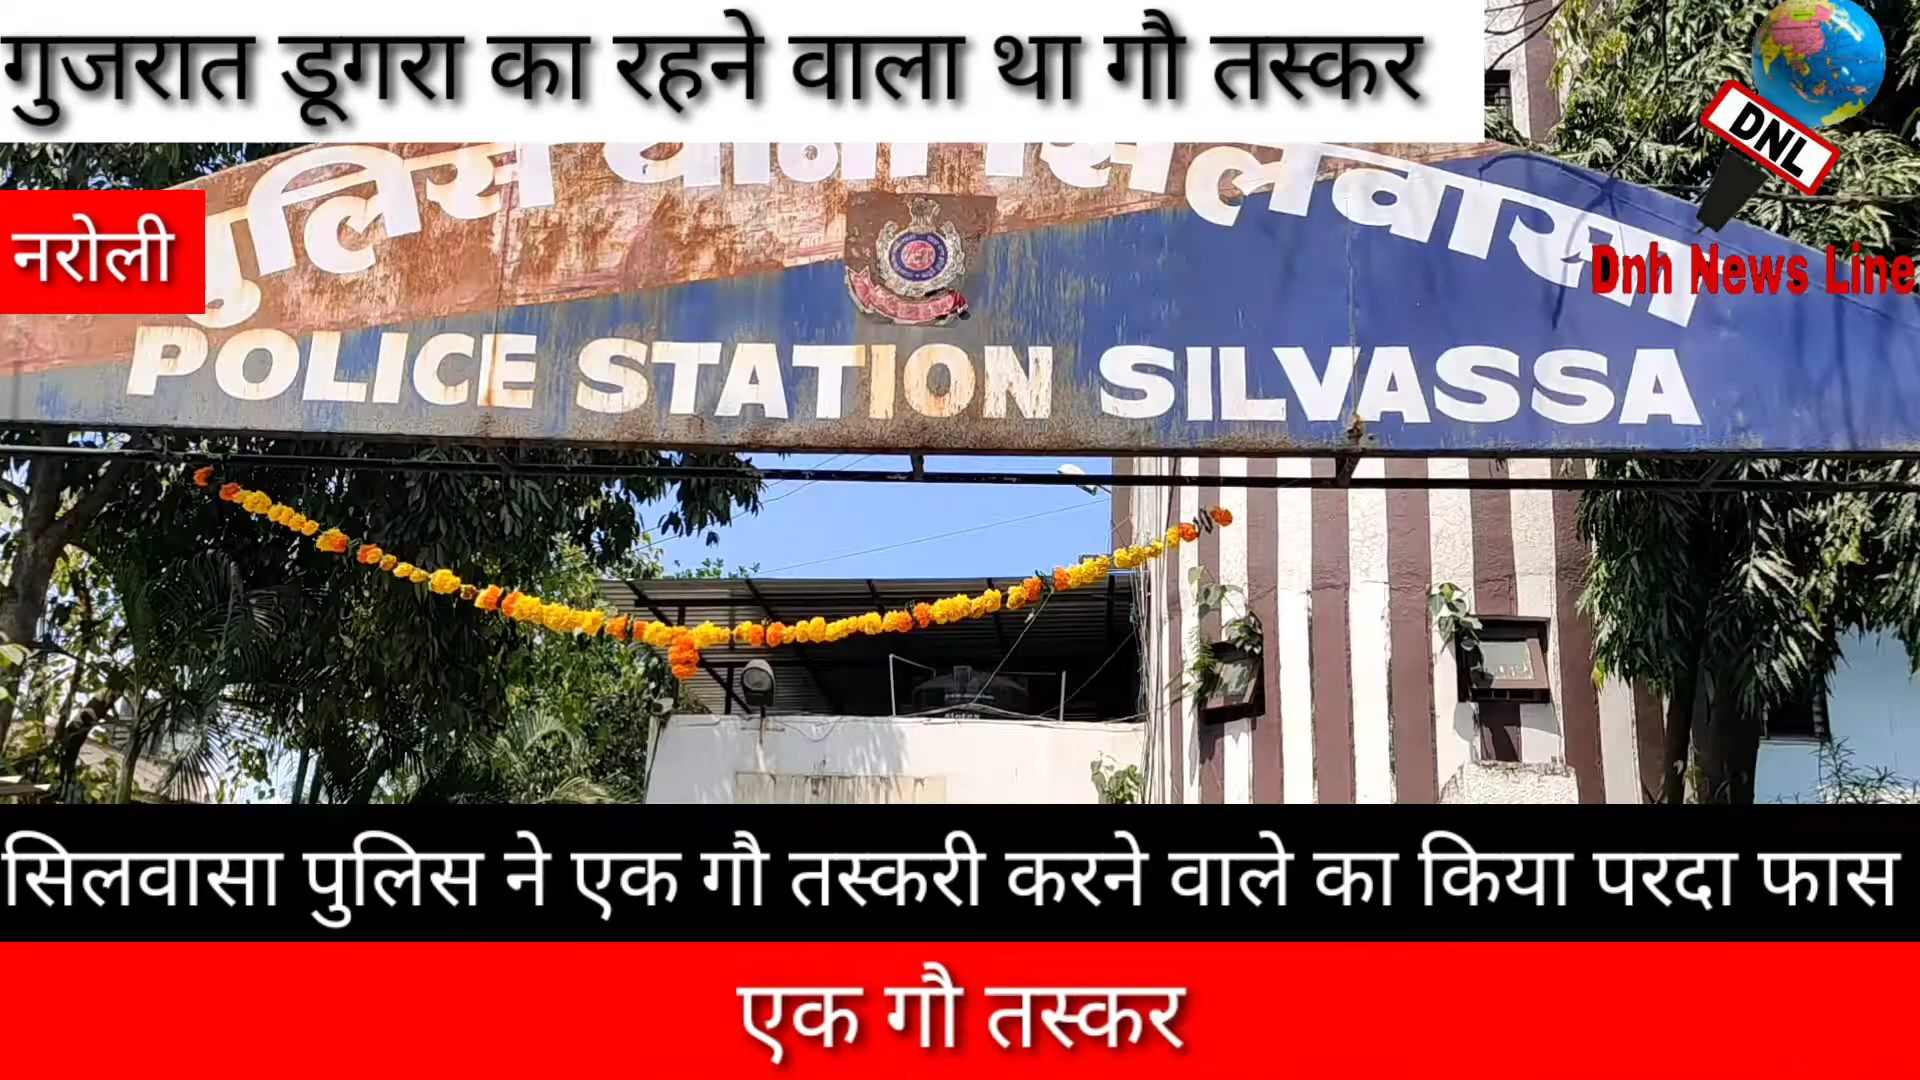 गुजरात डूगरा का रहने वाला था गौ तस्कर
DNL
पुलिस थाना सिलवासा
नरोली
Dnh News Line
POLICE STATION SILVASSA
सिलवासा पुलिस ने एक गौ तस्करी करने वाले का किया परदा फास
एक गौ तस्कर